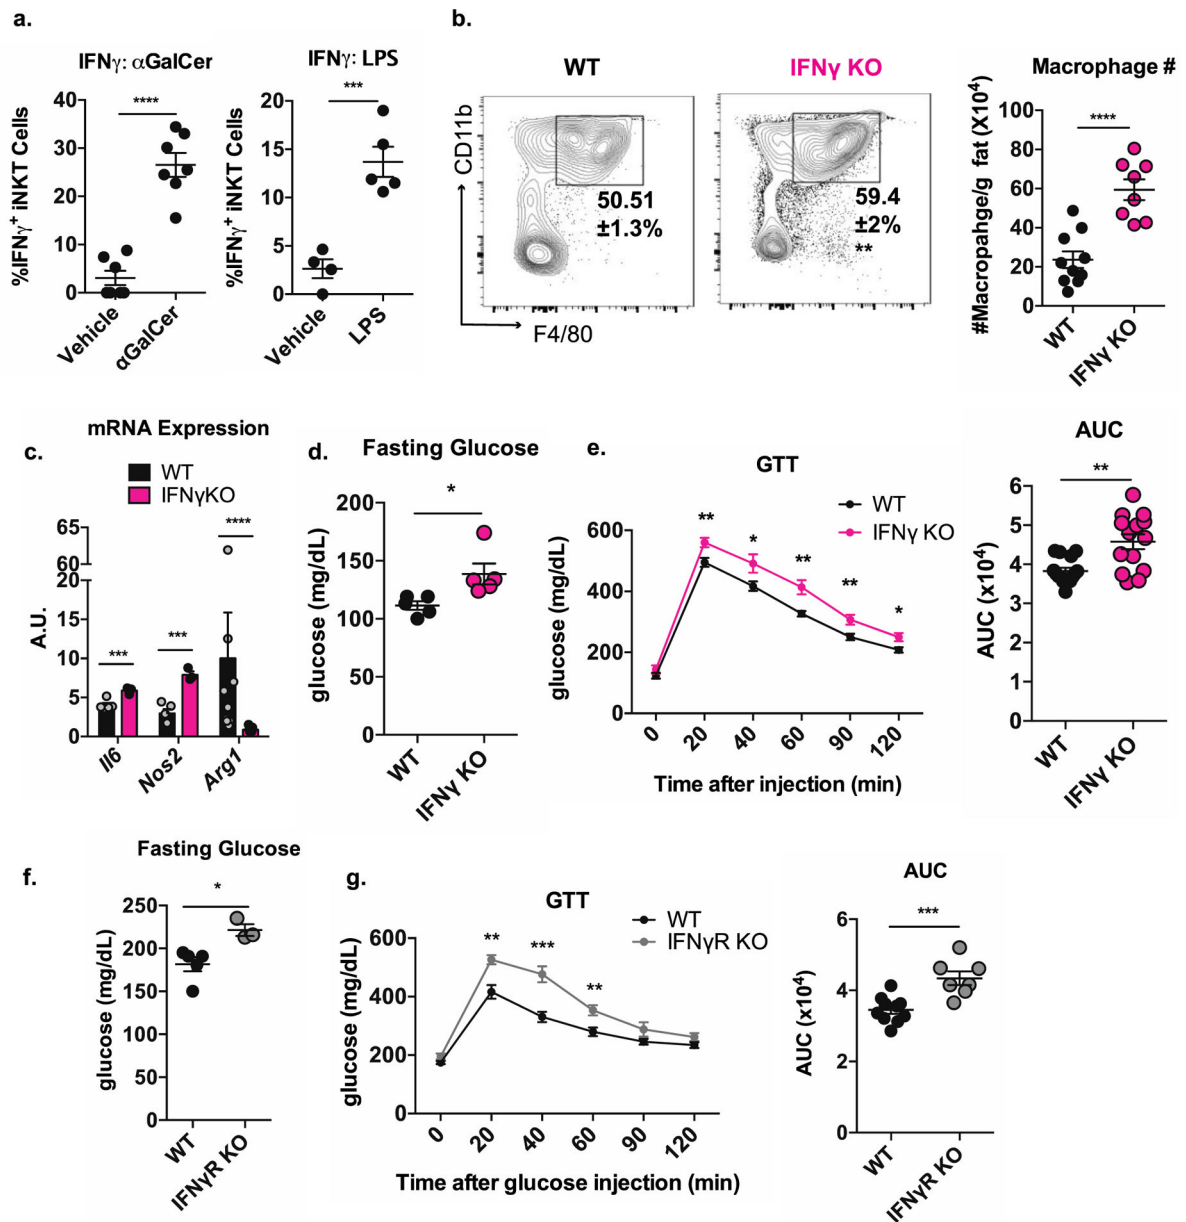 a.
IFNγ: αGalCer
%IFNγ+ iNKT Cells
40
30
20
10
0
****
Vehicle
αGalCer
IFNγ: LPS
%IFNγ+ iNKT Cells
20
15
10
5
0
***
Vehicle
LPS
b.
WT
IFNγ KO
CD11b
F4/80
50.51
±1.3%
59.4
±2%
**
Macrophage #
#Macropahge/g fat (X10⁴)
100
80
60
40
20
0
****
WT
IFNγ KO
c.
mRNA Expression
WT
IFNγKO
A.U.
65
60
20
15
10
5
0
***
***
****
Il6
Nos2
Arg1
d.
Fasting Glucose
glucose (mg/dL)
200
150
100
50
0
*
WT
IFNγ KO
e.
GTT
WT
IFNγ KO
glucose (mg/dL)
600
400
200
0
**
*
**
**
*
0
20
40
60
90
120
Time after injection (min)
AUC
AUC (x10⁴)
6
5
4
3
2
1
0
**
WT
IFNγ KO
f.
Fasting Glucose
glucose (mg/dL)
250
200
150
100
50
0
*
WT
IFNγR KO
g.
GTT
WT
IFNγR KO
glucose (mg/dL)
600
400
200
0
**
***
**
0
20
40
60
90
120
Time after glucose injection (min)
AUC
AUC (x10⁴)
6
4
2
0
***
WT
IFNγR KO